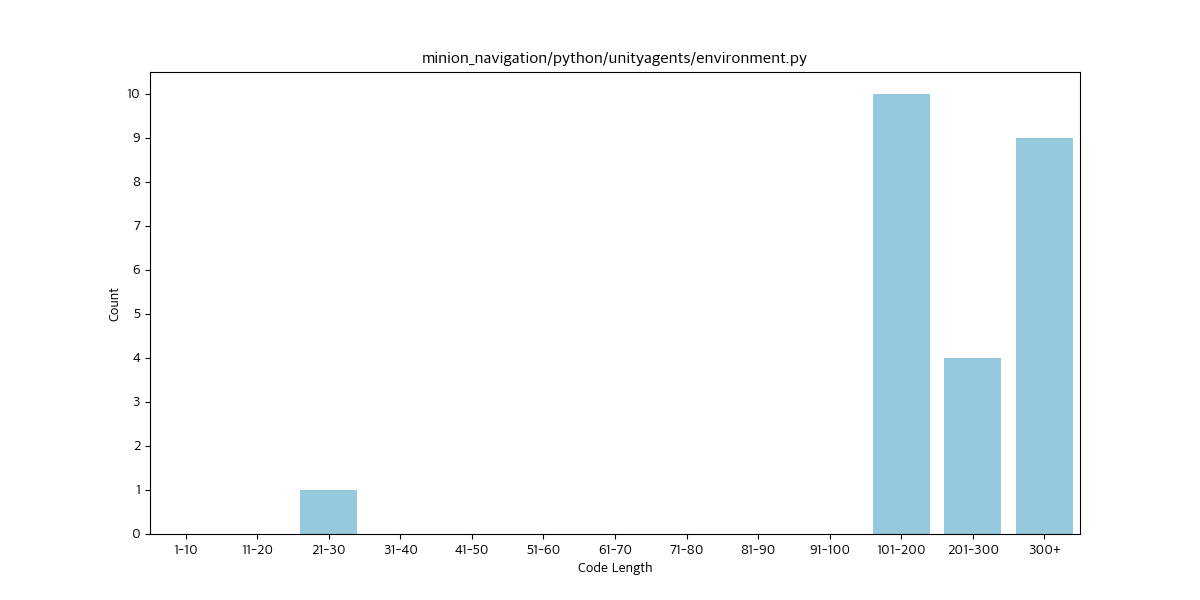 minion_navigation/python/unityagents/environment.py
Count
10
9
8
7
6
5
4
3
2
1
0
1-10 11-20 21-30 31-40 41-50 51-60 61-70 71-80 81-90 91-100 101-200 201-300 300+
Code Length